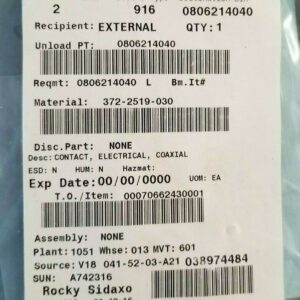 2 916 0806214040
Recipient: EXTERNAL QTY: 1
Unload PT: 0806214040
Reqmt: 0806214040 L Bm.It#
Material: 372-2519-030
Disc.Part: NONE
Desc: CONTACT, ELECTRICAL, COAXIAL
ESD: N HUM: N Hazmat:
Exp Date: 00/00/0000 UOM: EA
T.O./Item: 00070662430001
Assembly: NONE
Plant: 1051 Whse: 013 MVT: 601
Source: V18 041-52-03-A21 038974484
SUN: A742316
Rocky Sidaxo